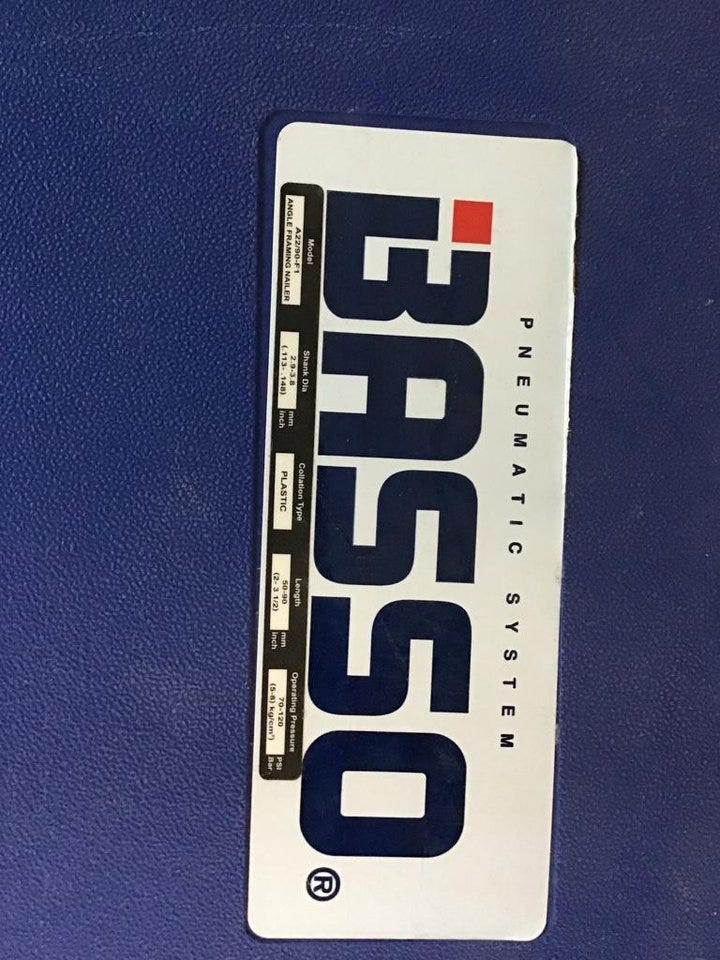 PNEUMATIC SYSTEM
BASSO®
Model
A22/90-F1
ANGLE FRAMING NAILER
Shank Dia
2.9-3.8 mm
(.113-.148) inch
Collation Type
PLASTIC
Length
50-90 mm
(2- 3 1/2) inch
Operating Pressure
70-120 PSI
(5-8) kg/cm²) Bar